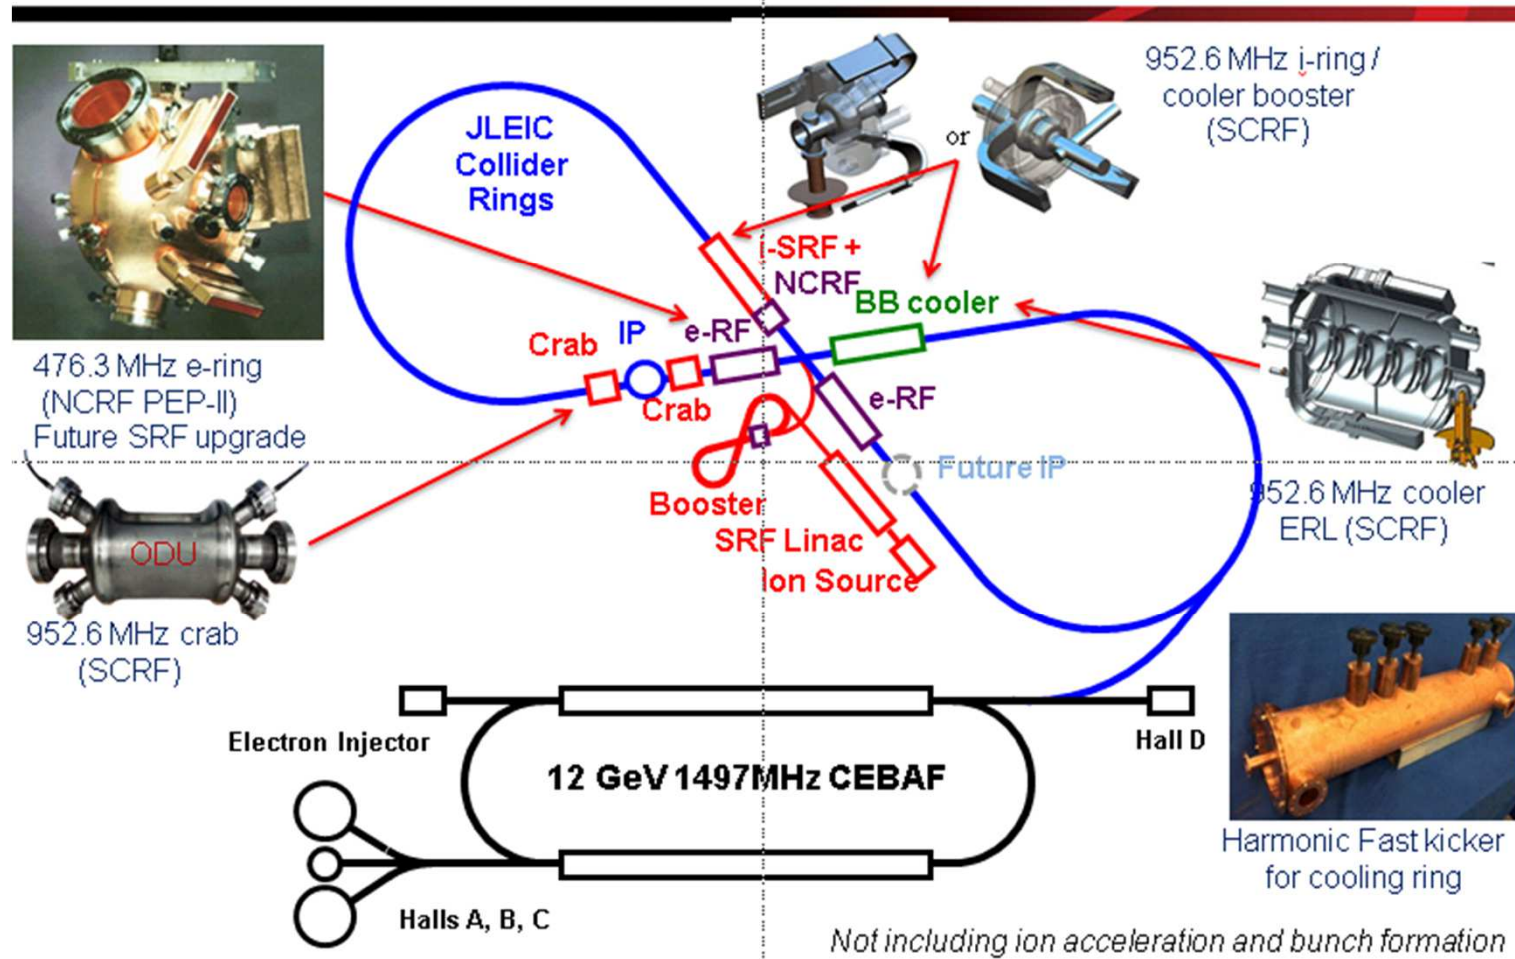 952.6 MHz i-ring /
cooler booster
(SCRF)
or
JLEIC
Collider
Rings
i-SRF +
NCRF
BB cooler
e-RF
IP
Crab
Crab
e-RF
476.3 MHz e-ring
(NCRF PEP-II)
Future SRF upgrade
Future IP
Booster
SRF Linac
Ion Source
952.6 MHz cooler
ERL (SCRF)
ODU
952.6 MHz crab
(SCRF)
Electron Injector
Hall D
12 GeV 1497MHz CEBAF
Halls A, B, C
Harmonic Fast kicker
for cooling ring
Not including ion acceleration and bunch formation